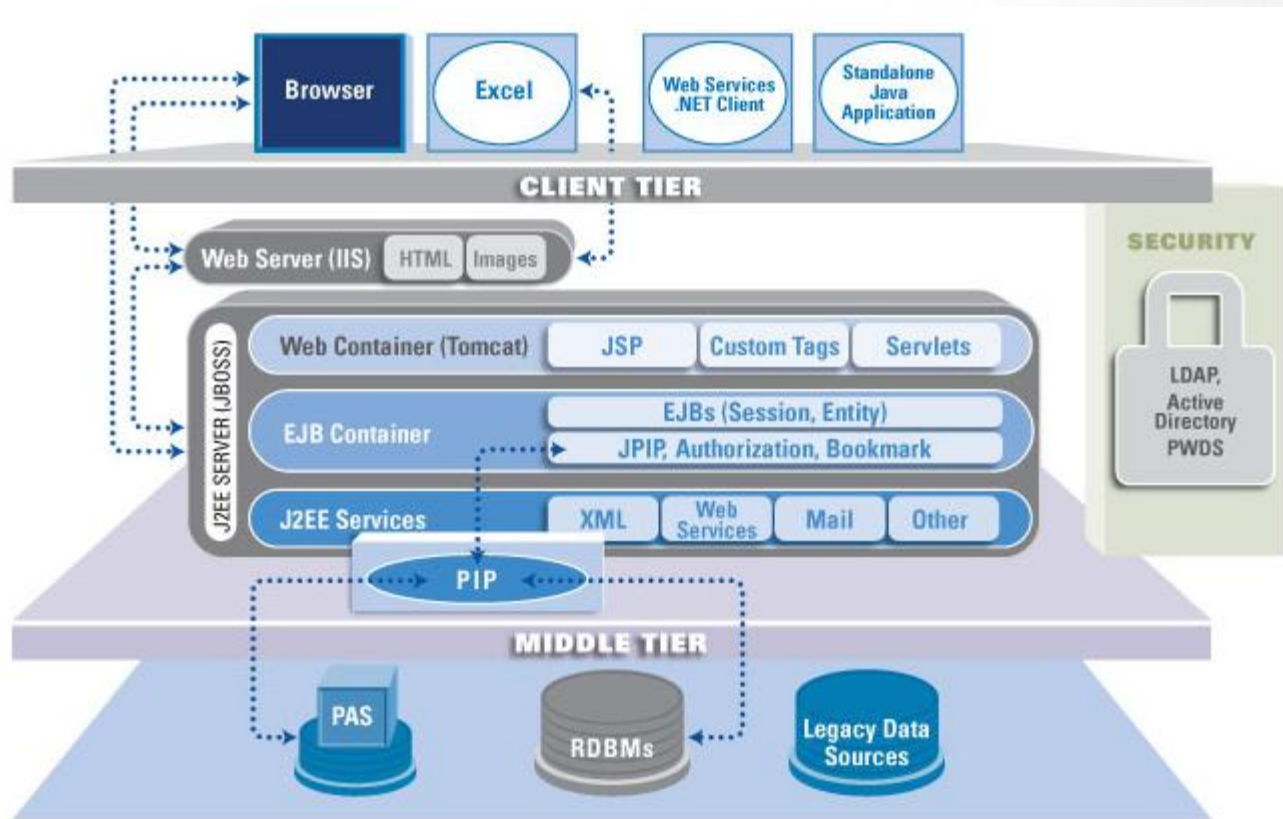 Browser
Excel
Web Services
.NET Client
Standalone
Java
Application
CLIENT TIER
SECURITY
LDAP,
Active
Directory
PWDS
Web Server (IIS)
HTML
Images
J2EE SERVER (JBOSS)
Web Container (Tomcat)
JSP
Custom Tags
Servlets
EJB Container
EJBs (Session, Entity)
JPIP, Authorization, Bookmark
J2EE Services
XML
Web
Services
Mail
Other
PIP
MIDDLE TIER
PAS
RDBMs
Legacy Data
Sources